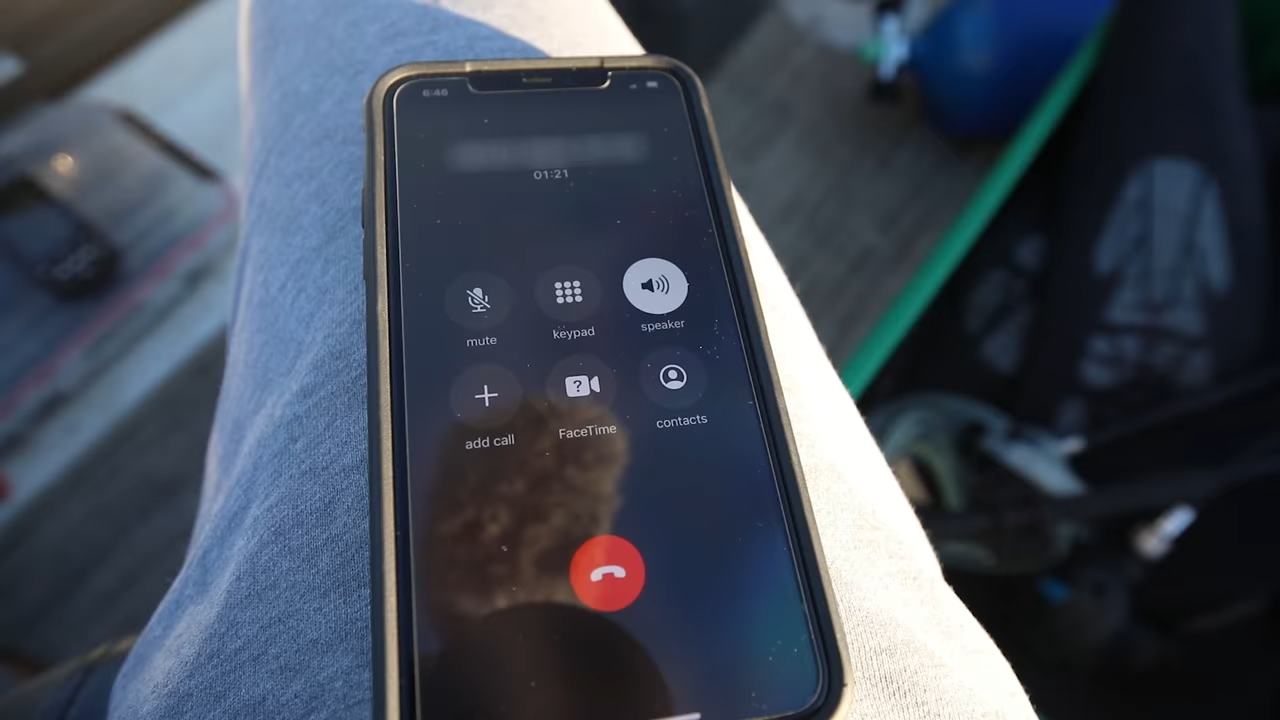 6:46
01:21
mute
keypad
speaker
add call
FaceTime
contacts